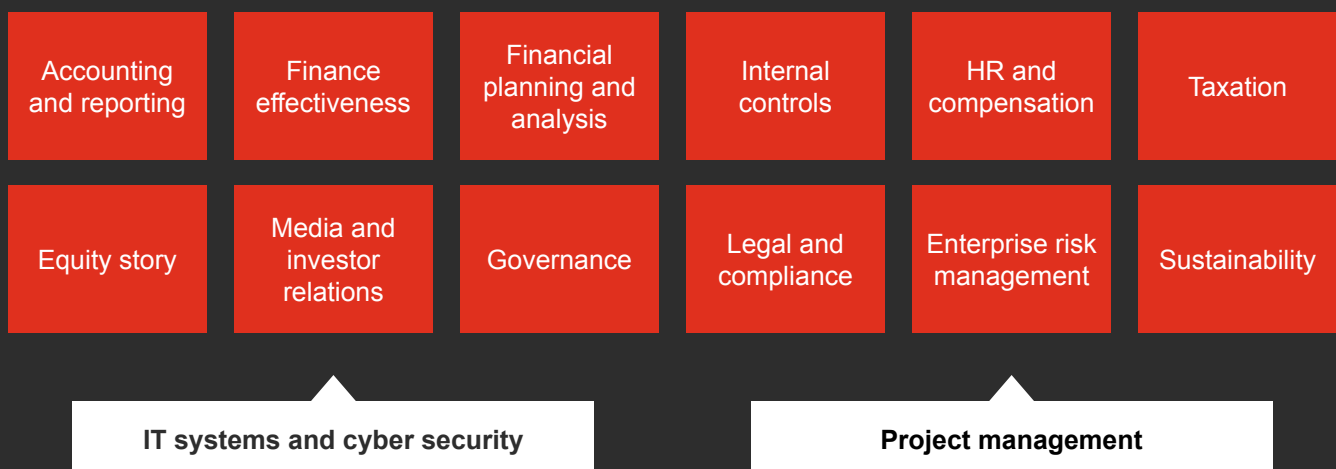 Accounting
and reporting
Finance
effectiveness
Financial
planning and
analysis
Internal
controls
HR and
compensation
Taxation
Equity story
Media and
investor
relations
Governance
Legal and
compliance
Enterprise risk
management
Sustainability
IT systems and cyber security
Project management